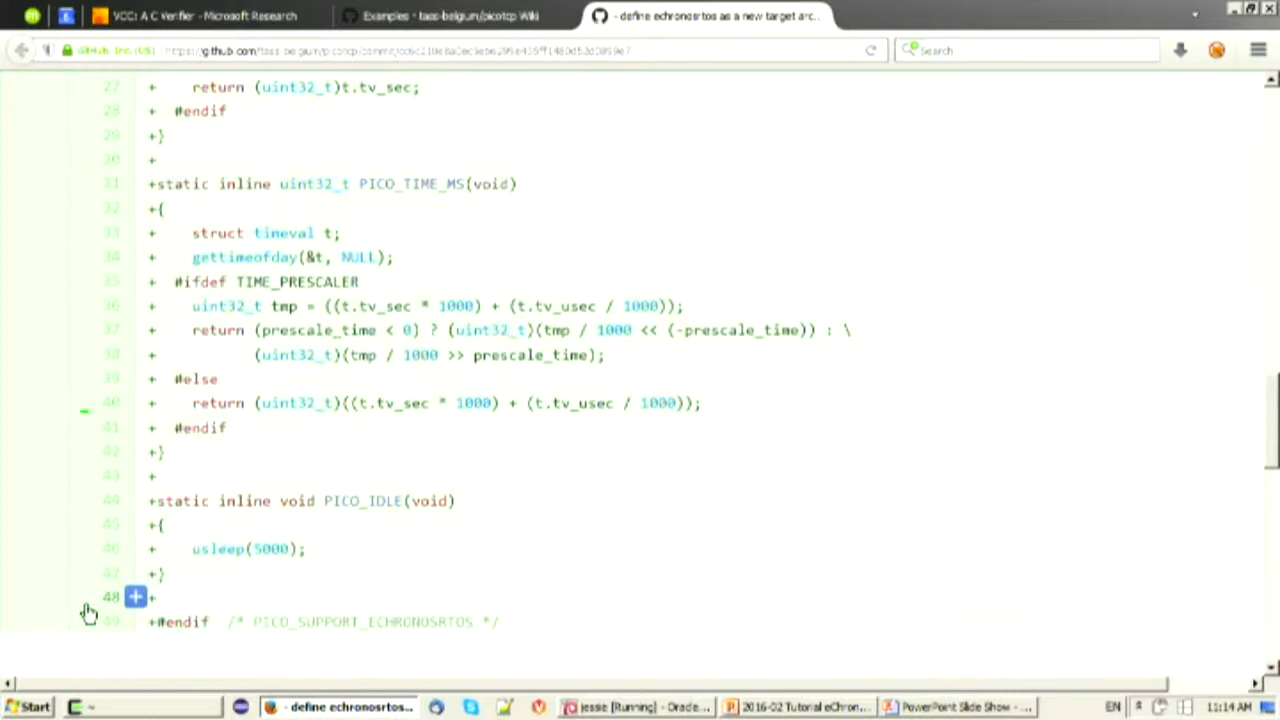 VCC: A C Verifier - Microsoft Research
Examples · tass-belgium/picotcp Wiki
· define echronosrtos as a new target arc...
GitHub, Inc. (US)
Search
27 + return (uint32_t)t.tv_sec;
28 + #endif
29 +}
30 +
31 +static inline uint32_t PICO_TIME_MS(void)
32 +{
33 + struct timeval t;
34 + gettimeofday(&t, NULL);
35 + #ifdef TIME_PRESCALER
36 + uint32_t tmp = ((t.tv_sec * 1000) + (t.tv_usec / 1000));
37 + return (prescale_time < 0) ? (uint32_t)(tmp / 1000 << (-prescale_time)) : \
38 + (uint32_t)(tmp / 1000 >> prescale_time);
39 + #else
40 + return (uint32_t)((t.tv_sec * 1000) + (t.tv_usec / 1000));
41 + #endif
42 +}
43 +
44 +static inline void PICO_IDLE(void)
45 +{
46 + usleep(5000);
47 +}
48 +
49 +#endif /* PICO_SUPPORT_ECHRONOSRTOS */
Start
~
· define echronosrtos...
jessie [Running] - Oracle...
2016-02 Tutorial eChron...
PowerPoint Slide Show - ...
EN
11:14 AM